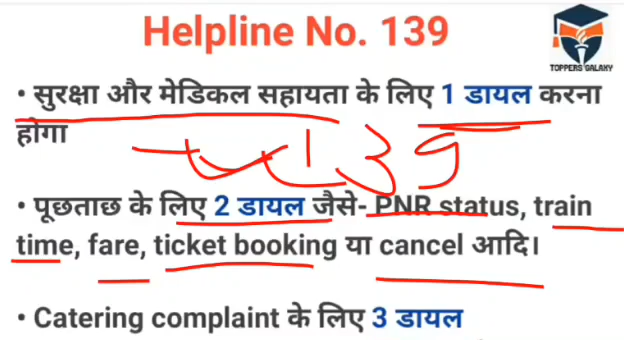 Helpline No. 139
TOPPERS GALAXY
• सुरक्षा और मेडिकल सहायता के लिए 1 डायल करना
होगा
139
• पूछताछ के लिए 2 डायल जैसे- PNR status, train
time, fare, ticket booking या cancel आदि।
• Catering complaint के लिए 3 डायल